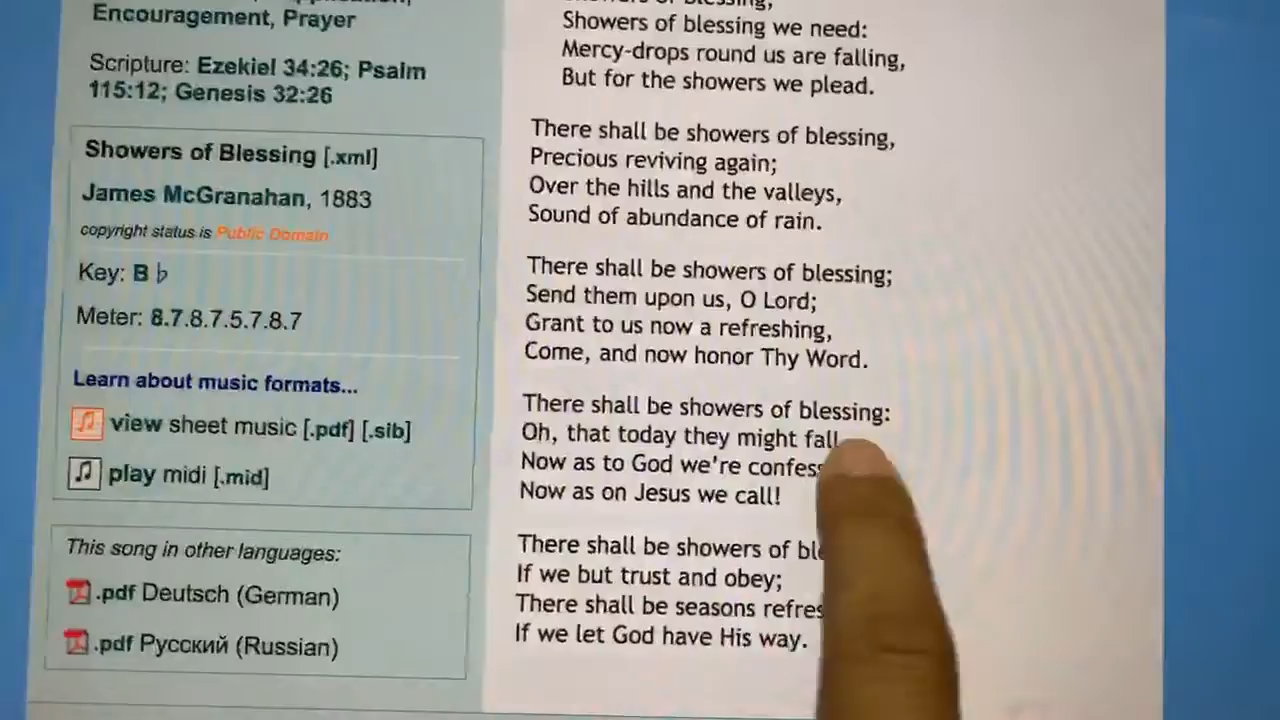 Encouragement, Prayer
Scripture: Ezekiel 34:26; Psalm
115:12; Genesis 32:26
Showers of Blessing [.xml]
James McGranahan, 1883
copyright status is Public Domain
Key: B ♭
Meter: 8.7.8.7.5.7.8.7
Learn about music formats...
view sheet music [.pdf] [.sib]
play midi [.mid]
This song in other languages:
.pdf Deutsch (German)
.pdf Русский (Russian)
Showers of blessing we need:
Mercy-drops round us are falling,
But for the showers we plead.
There shall be showers of blessing,
Precious reviving again;
Over the hills and the valleys,
Sound of abundance of rain.
There shall be showers of blessing;
Send them upon us, O Lord;
Grant to us now a refreshing,
Come, and now honor Thy Word.
There shall be showers of blessing:
Oh, that today they might fall
Now as to God we're
Now as on Jesus we call!
There shall be showers of
If we but trust and obey;
There shall be seasons
If we let God have His way.